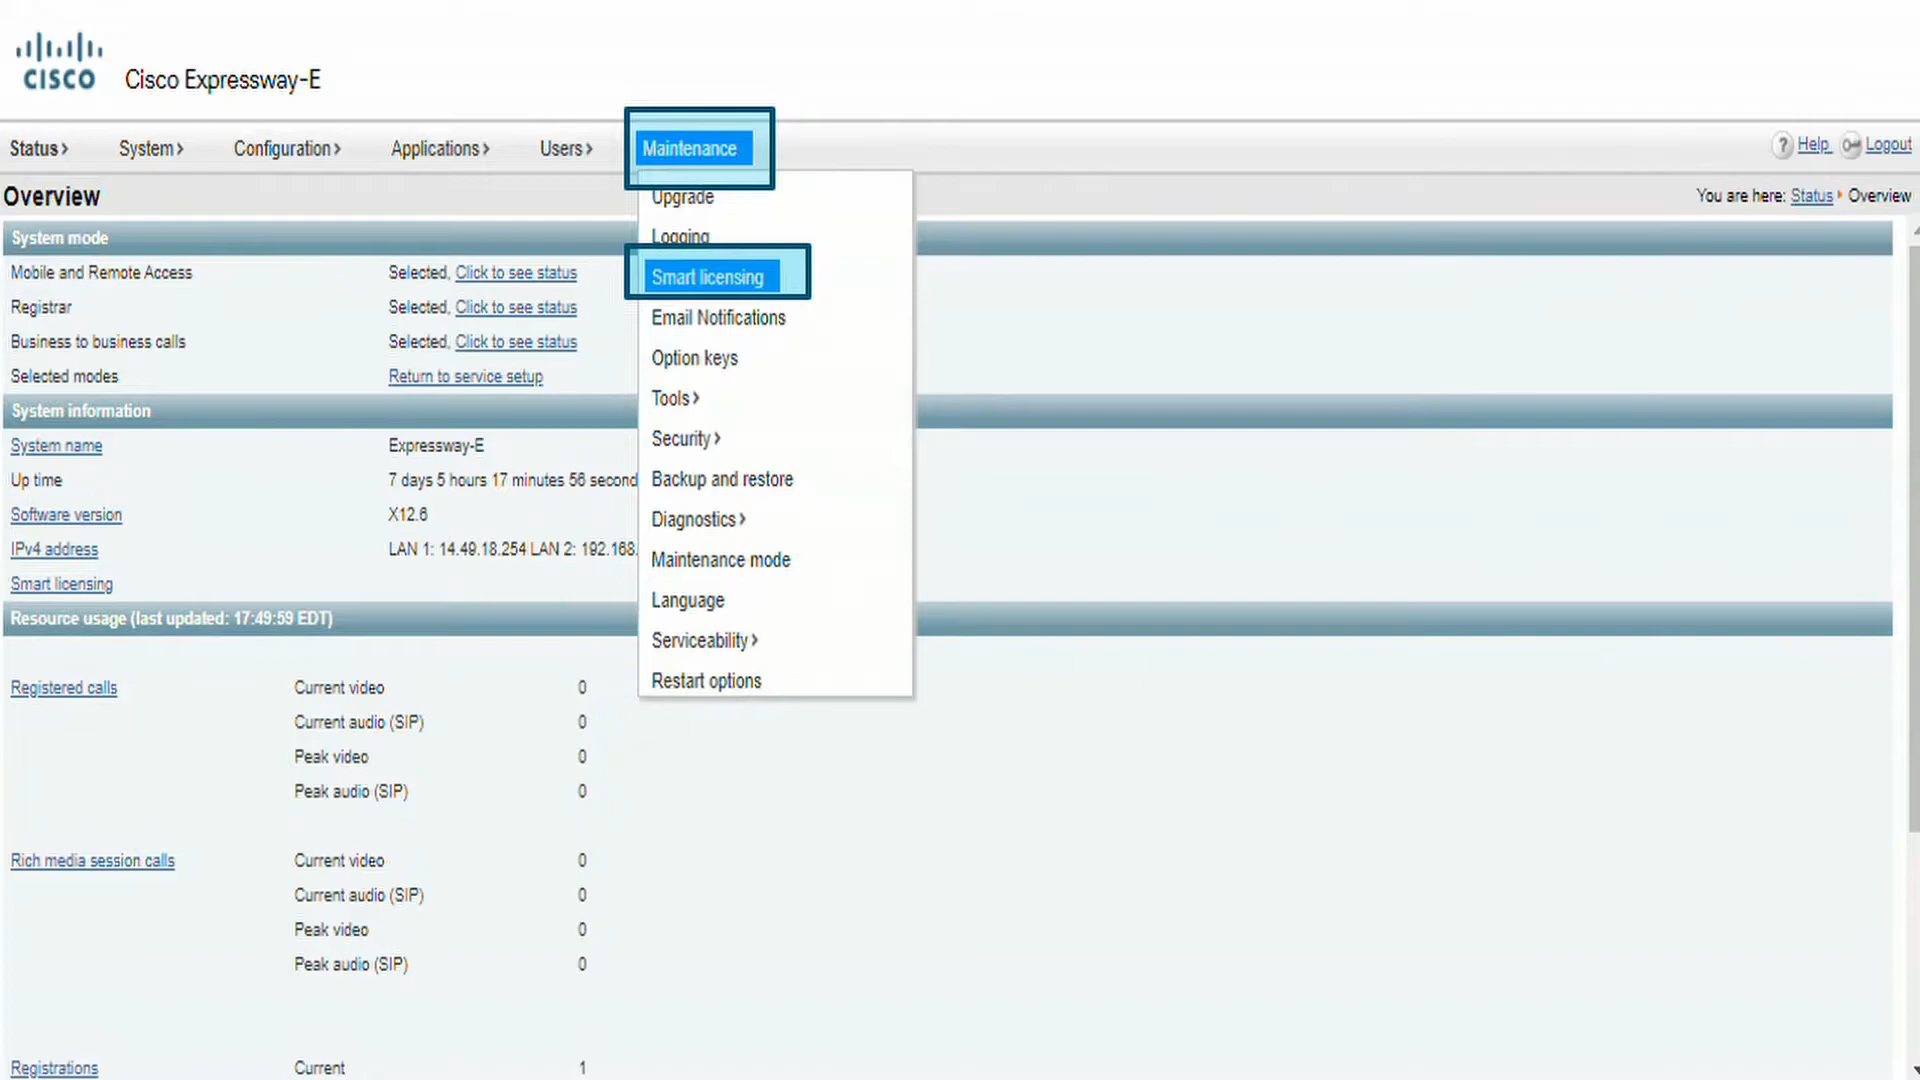 CISCO Cisco Expressway-E
Status> System> Configuration> Applications> Users> Maintenance Help Logout
Overview You are here: Status Overview
Upgrade
Logging
Smart licensing
Email Notifications
Option keys
Tools>
Security>
Backup and restore
Diagnostics>
Maintenance mode
Language
Serviceability>
Restart options
System mode
Mobile and Remote Access Selected, Click to see status
Registrar Selected, Click to see status
Business to business calls Selected, Click to see status
Selected modes Return to service setup
System information
System name Expressway-E
Up time 7 days 5 hours 17 minutes 56 second
Software version X12.6
IPv4 address LAN 1: 14.49.18.254 LAN 2: 192.168.
Smart licensing
Resource usage (last updated: 17:49:59 EDT)
Registered calls Current video 0
Current audio (SIP) 0
Peak video 0
Peak audio (SIP) 0
Rich media session calls Current video 0
Current audio (SIP) 0
Peak video 0
Peak audio (SIP) 0
Registrations Current 1